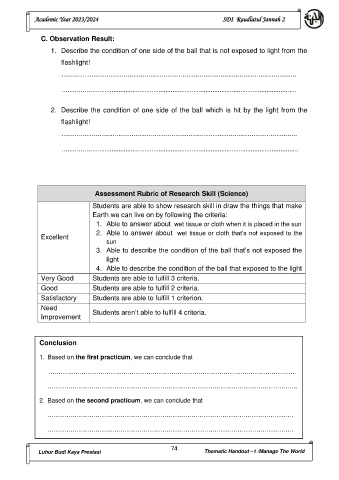 Academic Year 2023/2024 SDI Raudlatul Jannah 2
C. Observation Result:
1. Describe the condition of one side of the ball that is not exposed to light from the
flashlight!
2. Describe the condition of one side of the ball which is hit by the light from the
flashlight!
Assessment Rubric of Research Skill (Science)
Excellent
Students are able to show research skill in draw the things that make
Earth we can live on by following the criteria:
1. Able to answer about wet tissue or cloth when it is placed in the sun
2. Able to answer about wet tissue or cloth that's not exposed to the
sun
3. Able to describe the condition of the ball that's not exposed the
light
4. Able to describe the condition of the ball that exposed to the light
Very Good Students are able to fulfill 3 criteria.
Good Students are able to fulfill 2 criteria.
Satisfactory Students are able to fulfill 1 criterion.
Need
Improvement Students aren't able to fulfill 4 criteria.
Conclusion
1. Based on the first practicum, we can conclude that
2. Based on the second practicum, we can conclude that
Luhur Budi Kaya Prestasi 74 Thematic Handout –1 /Manage The World